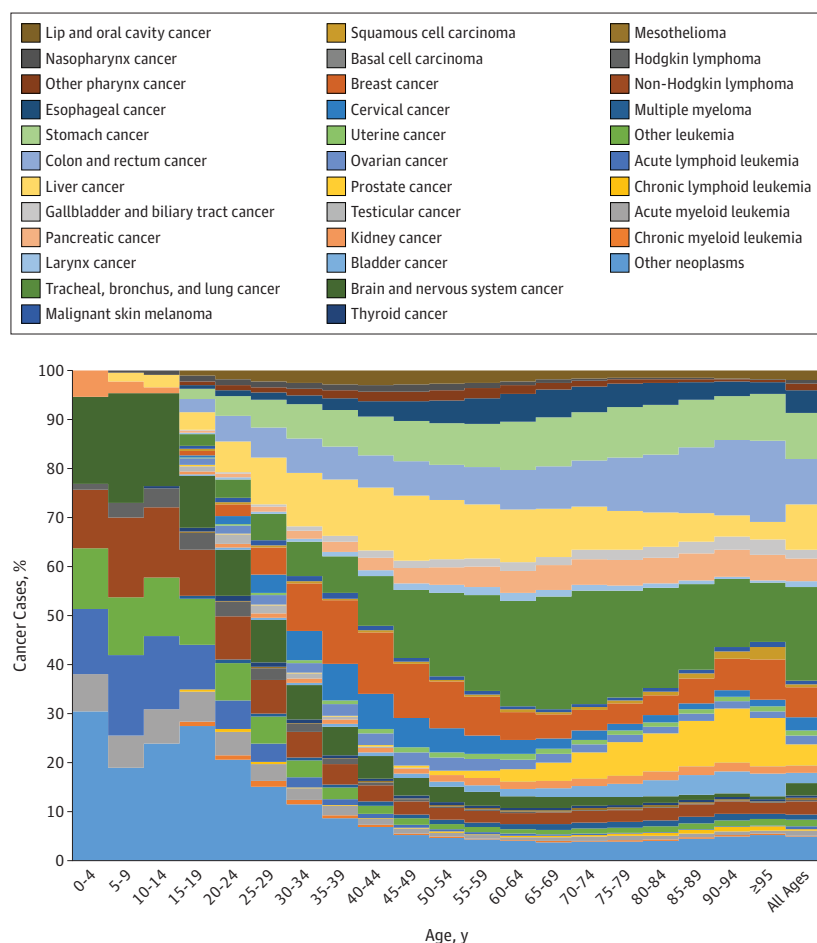 Lip and oral cavity cancer
Nasopharynx cancer
Other pharynx cancer
Esophageal cancer
Stomach cancer
Colon and rectum cancer
Liver cancer
Gallbladder and biliary tract cancer
Pancreatic cancer
Larynx cancer
Tracheal, bronchus, and lung cancer
Malignant skin melanoma
Squamous cell carcinoma
Basal cell carcinoma
Breast cancer
Cervical cancer
Uterine cancer
Ovarian cancer
Prostate cancer
Testicular cancer
Kidney cancer
Bladder cancer
Brain and nervous system cancer
Thyroid cancer
Mesothelioma
Hodgkin lymphoma
Non-Hodgkin lymphoma
Multiple myeloma
Other leukemia
Acute lymphoid leukemia
Chronic lymphoid leukemia
Acute myeloid leukemia
Chronic myeloid leukemia
Other neoplasms
Cancer Cases, %
100
90
80
70
60
50
40
30
20
10
0
0-4
5-9
10-14
15-19
20-24
25-29
30-34
35-39
40-44
45-49
50-54
55-59
60-64
65-69
70-74
75-79
80-84
85-89
90-94
≥95
All Ages
Age, y